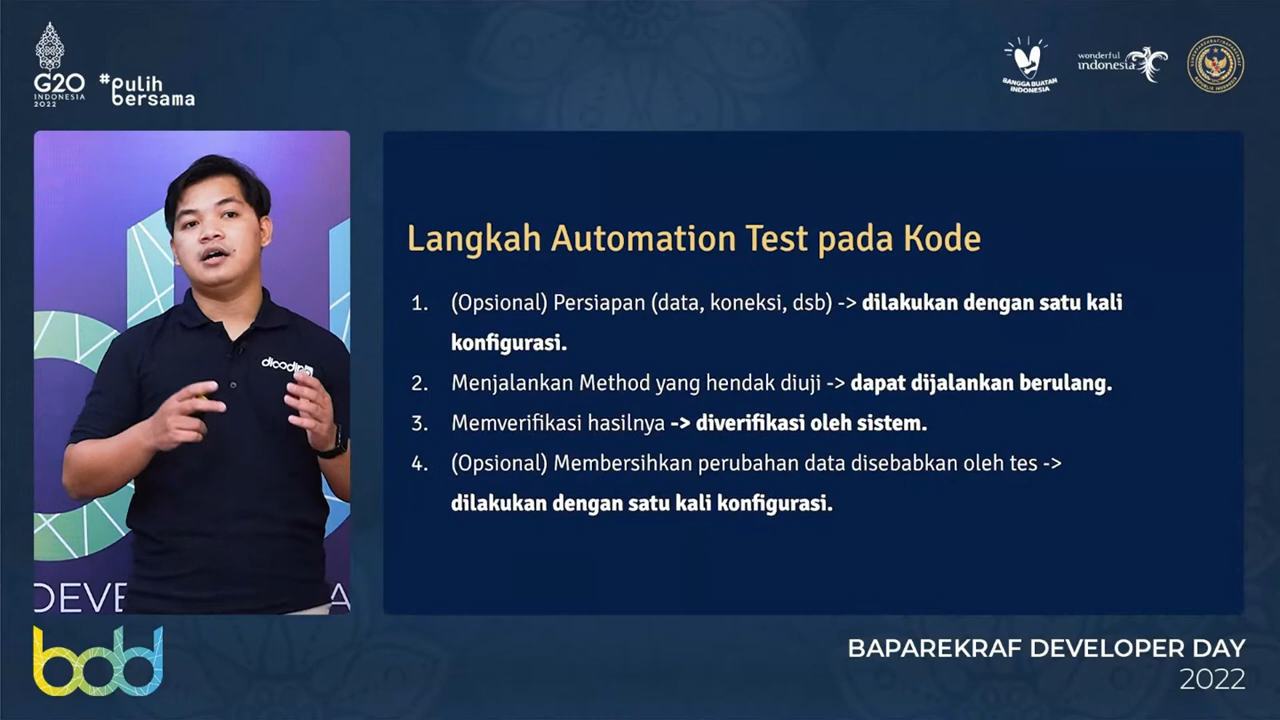 G20
INDONESIA
2022
#pulih
bersama
BANGGA BUATAN
INDONESIA
wonderful
indonesia
dicoding
DEVE
A
Langkah Automation Test pada Kode
1. (Opsional) Persiapan (data, koneksi, dsb) -> dilakukan dengan satu kali
konfigurasi.
2. Menjalankan Method yang hendak diuji -> dapat dijalankan berulang.
3. Memverifikasi hasilnya -> diverifikasi oleh sistem.
4. (Opsional) Membersihkan perubahan data disebabkan oleh tes ->
dilakukan dengan satu kali konfigurasi.
bdd
BAPAREKRAF DEVELOPER DAY
2022